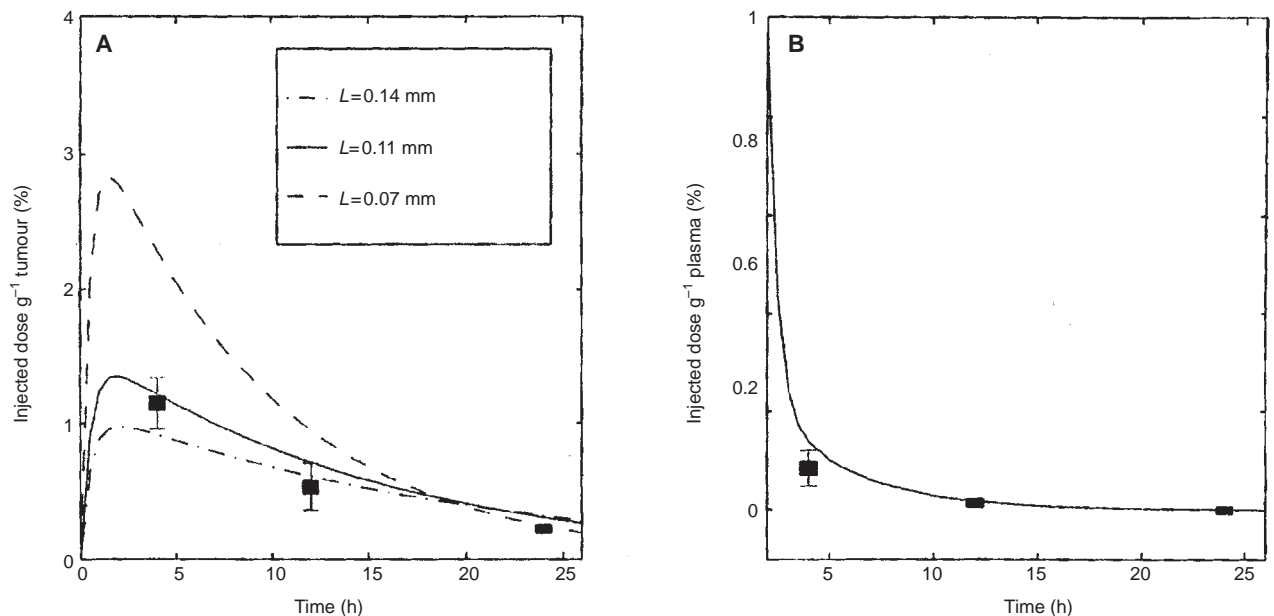 A
4
3
2
1
0
Injected dose g⁻¹ tumour (%)
L=0.14 mm
L=0.11 mm
L=0.07 mm
0 5 10 15 20 25
Time (h)
B
1
0.8
0.6
0.2
0
Injected dose g⁻¹ plasma (%)
5 10 15 20 25
Time (h)